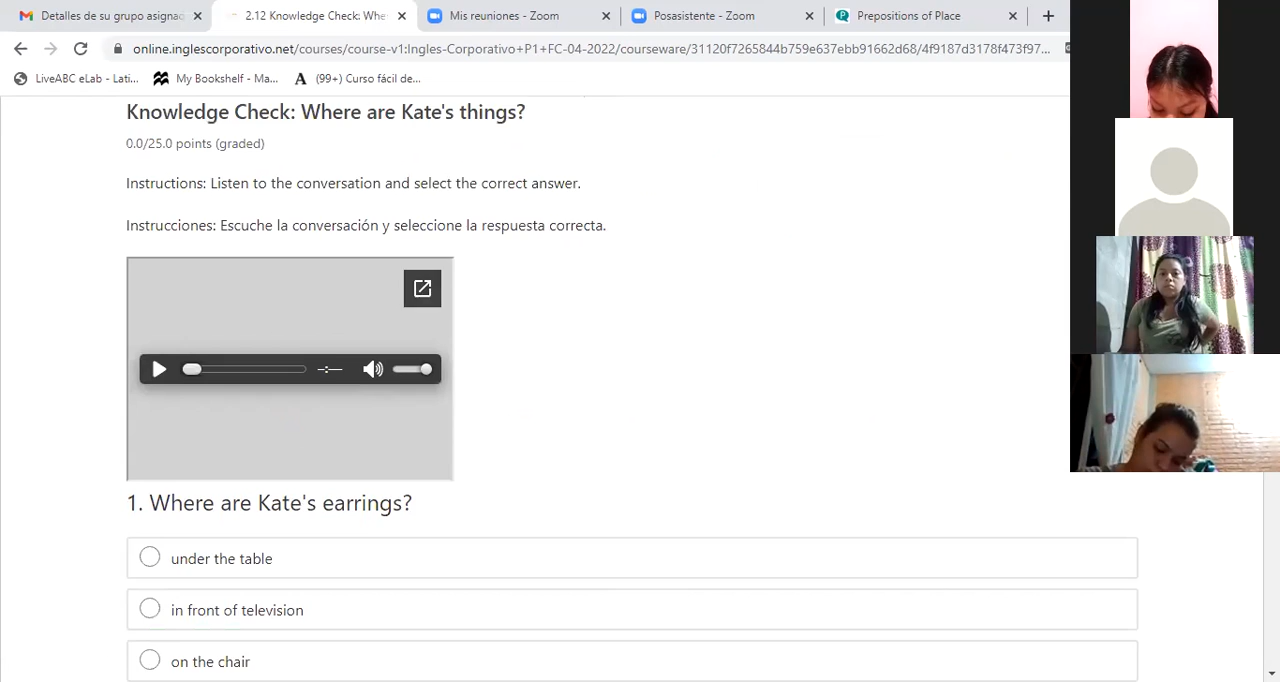 Detalles de su grupo asignad
2.12 Knowledge Check: Whe
Mis reuniones - Zoom
Posasistente - Zoom
Prepositions of Place
online.inglescorporativo.net/courses/course-v1:Ingles-Corporativo+P1+FC-04-2022/courseware/31120f7265844b759e637ebb91662d68/4f9187d3178f473f97...
LiveABC eLab - Lati...
My Bookshelf - Ma...
A (99+) Curso fácil de...
Knowledge Check: Where are Kate's things?
0.0/25.0 points (graded)
Instructions: Listen to the conversation and select the correct answer.
Instrucciones: Escuche la conversación y seleccione la respuesta correcta.
-:--
1. Where are Kate's earrings?
under the table
in front of television
on the chair